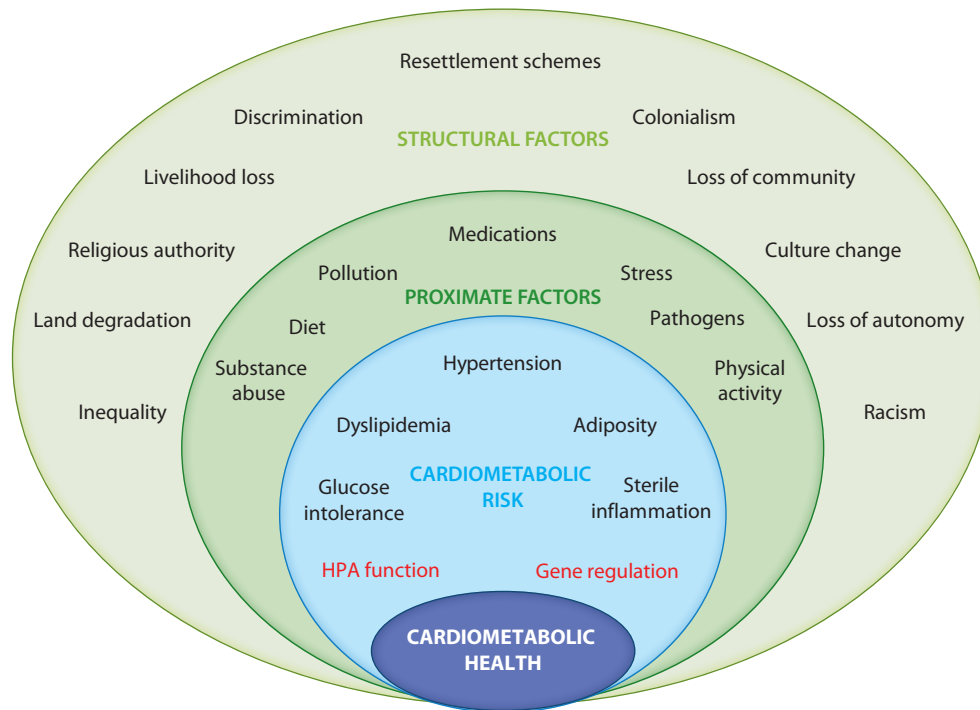 Resettlement schemes
Discrimination
Colonialism
STRUCTURAL FACTORS
Livelihood loss
Loss of community
Medications
Religious authority
Culture change
Pollution
Stress
PROXIMATE FACTORS
Land degradation
Diet
Pathogens
Loss of autonomy
Hypertension
Substance
abuse
Physical
activity
Inequality
Racism
Dyslipidemia
Adiposity
CARDIOMETABOLIC
RISK
Glucose
intolerance
Sterile
inflammation
HPA function
Gene regulation
CARDIOMETABOLIC
HEALTH